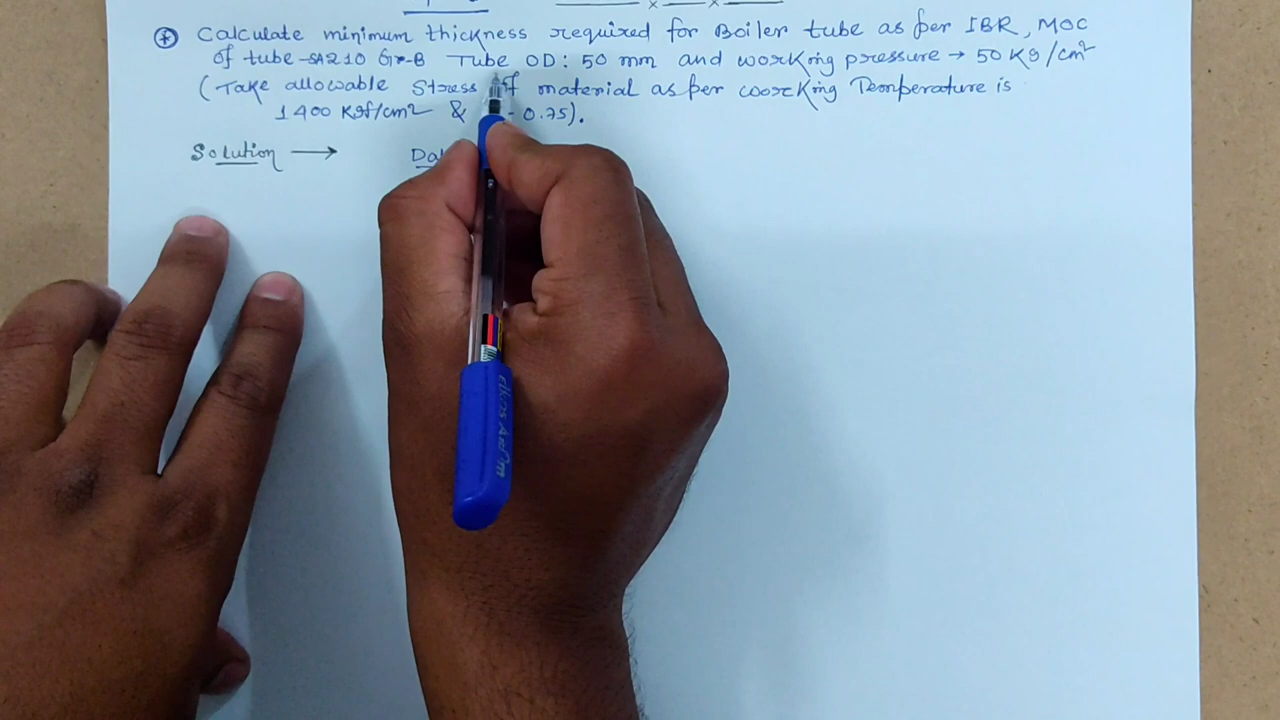 Calculate minimum thickness required for Boiler tube as per IBR, MOC
of tube-SA210 Gr-B Tube OD: 50 mm and working pressure → 50 Kg/cm²
(Take allowable Stress of material as per working Temperature is
1400 Kgf/cm² & - 0.75).
Solution → Da
Elkos